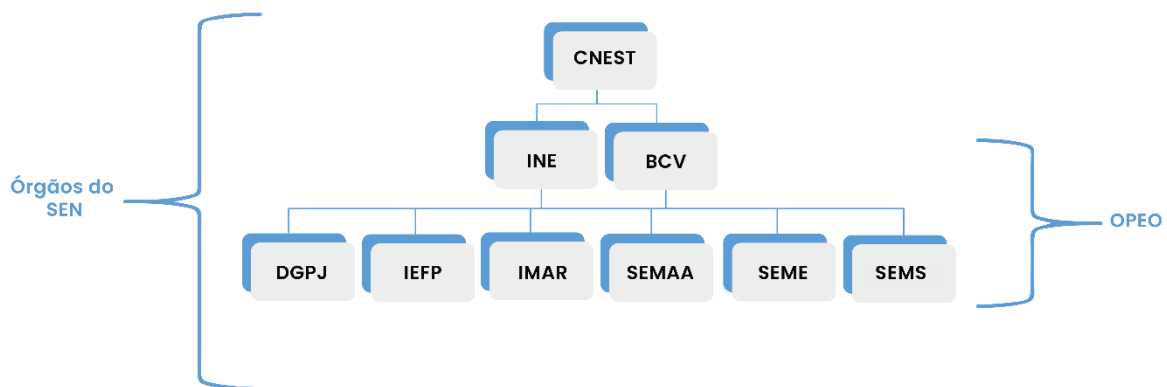 CNEST
INE
BCV
Órgãos do
SEN
OPEO
DGPJ
IEFP
IMAR
SEMAA
SEME
SEMS